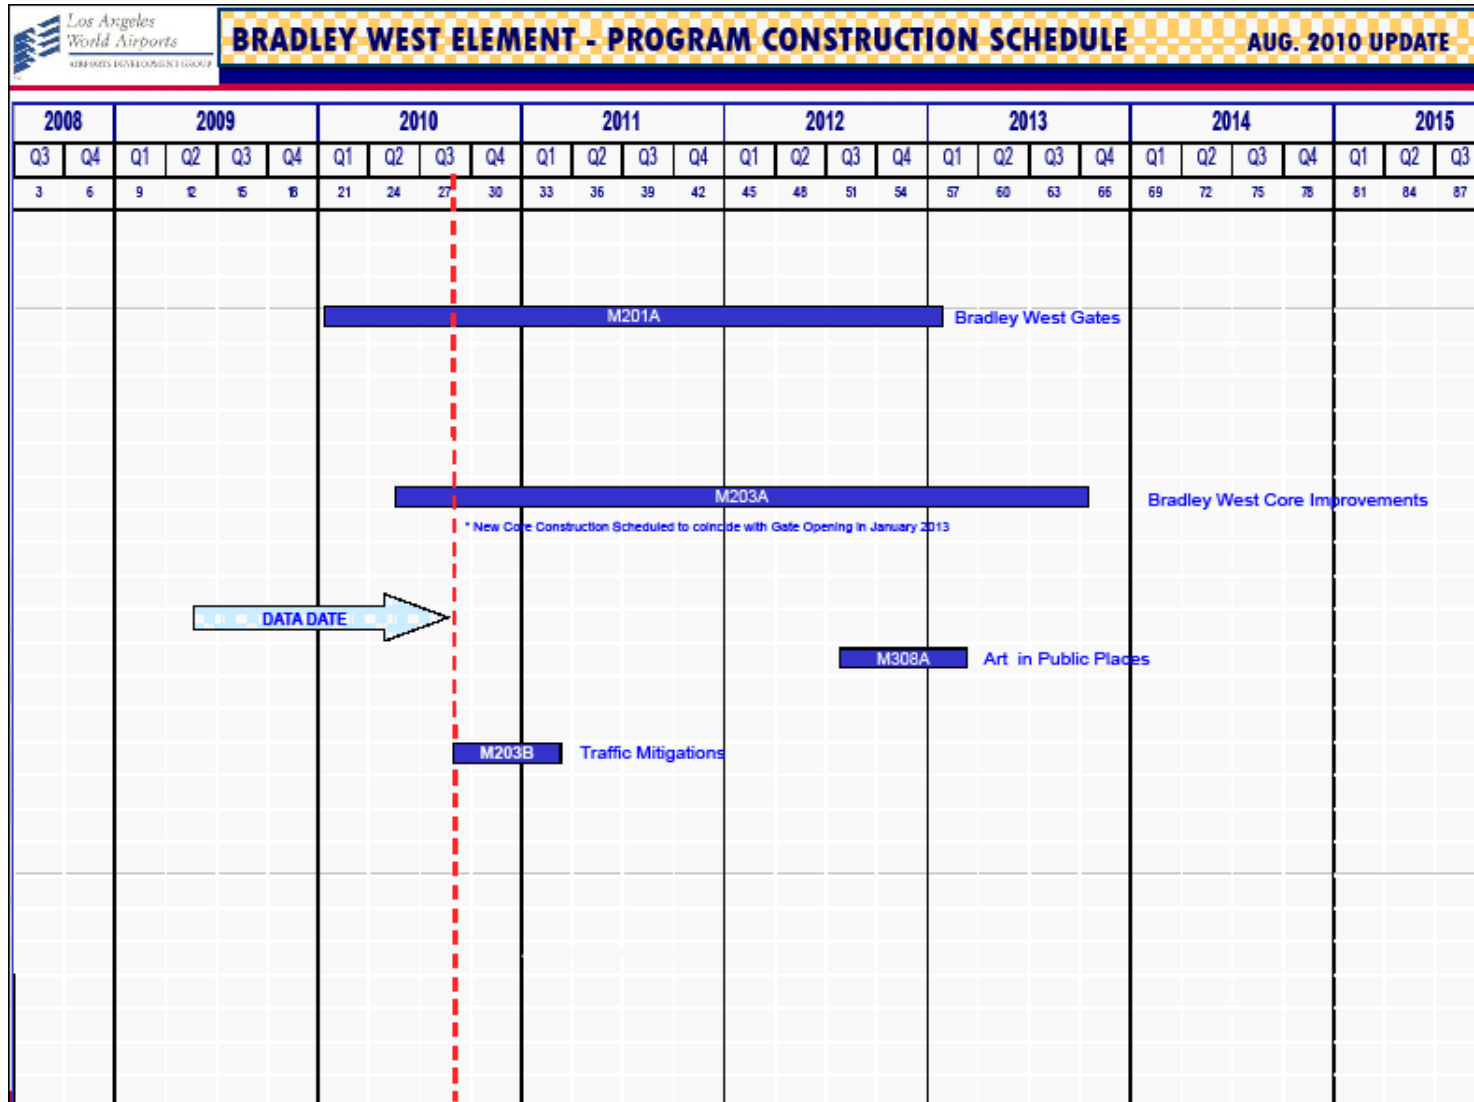 Los Angeles
World Airports
AIRPORTS DEVELOPMENT GROUP
BRADLEY WEST ELEMENT - PROGRAM CONSTRUCTION SCHEDULE
AUG. 2010 UPDATE
2008 2009 2010 2011 2012 2013 2014 2015
Q3 Q4 Q1 Q2 Q3 Q4 Q1 Q2 Q3 Q4 Q1 Q2 Q3 Q4 Q1 Q2 Q3 Q4 Q1 Q2 Q3 Q4 Q1 Q2 Q3 Q4 Q1 Q2 Q3
3 6 9 12 15 18 21 24 27 30 33 36 39 42 45 48 51 54 57 60 63 66 69 72 75 78 81 84 87
M201A Bradley West Gates
M203A Bradley West Core Improvements
* New Core Construction Scheduled to coincide with Gate Opening in January 2013
DATA DATE
M308A Art in Public Places
M203B Traffic Mitigations